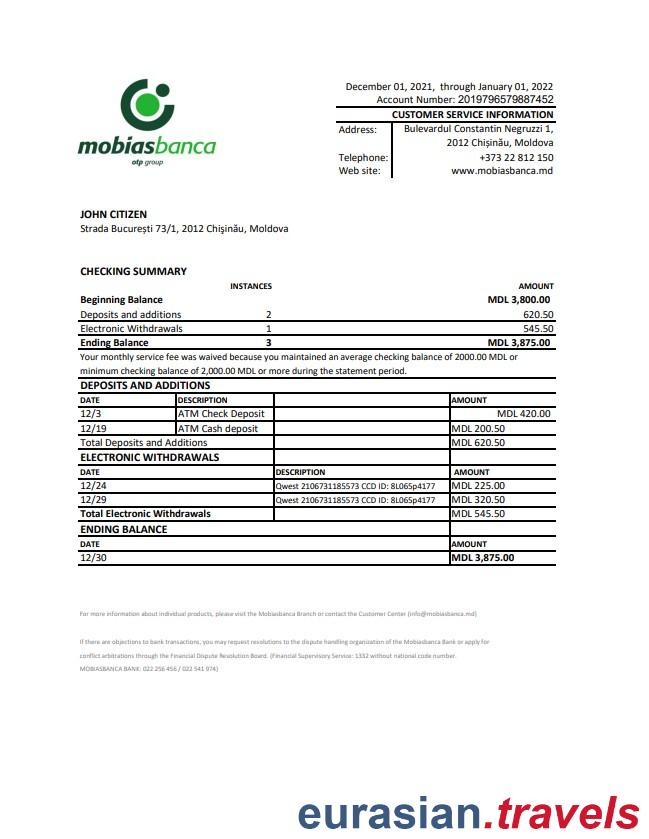 December 01, 2021, through January 01, 2022
Account Number: 2019796579887452
CUSTOMER SERVICE INFORMATION
Address: Bulevardul Constantin Negruzzi 1,
2012 Chișinău, Moldova
Telephone: +373 22 812 150
Web site: www.mobiasbanca.md
mobiasbanca
otp group
JOHN CITIZEN
Strada București 73/1, 2012 Chişinău, Moldova
CHECKING SUMMARY
INSTANCES AMOUNT
Beginning Balance MDL 3,800.00
Deposits and additions 2 620.50
Electronic Withdrawals 1 545.50
Ending Balance 3 MDL 3,875.00
Your monthly service fee was waived because you maintained an average checking balance of 2000.00 MDL or
minimum checking balance of 2,000.00 MDL or more during the statement period.
DEPOSITS AND ADDITIONS
DATE DESCRIPTION AMOUNT
12/3 ATM Check Deposit MDL 420.00
12/19 ATM Cash deposit MDL 200.50
Total Deposits and Additions MDL 620.50
ELECTRONIC WITHDRAWALS
DATE DESCRIPTION AMOUNT
12/24 Qwest 2106731185573 CCD ID: 8L065p4177 MDL 225.00
12/29 Qwest 2106731185573 CCD ID: 8L065p4177 MDL 320.50
Total Electronic Withdrawals MDL 545.50
ENDING BALANCE
DATE AMOUNT
12/30 MDL 3,875.00
For more information about individual products, please visit the Mobiasbanca Branch or contact the Customer Center (info@mobiasbanca.md)
If there are objections to bank transactions, you may request resolutions to the dispute handling organization of the Mobiasbanca Bank or apply for
conflict arbitrations through the Financial Dispute Resolution Board. (Financial Supervisory Service: 1332 without national code number.
MOBIASBANCA BANK: 022 256 456 / 022 541 974)
eurasian.travels